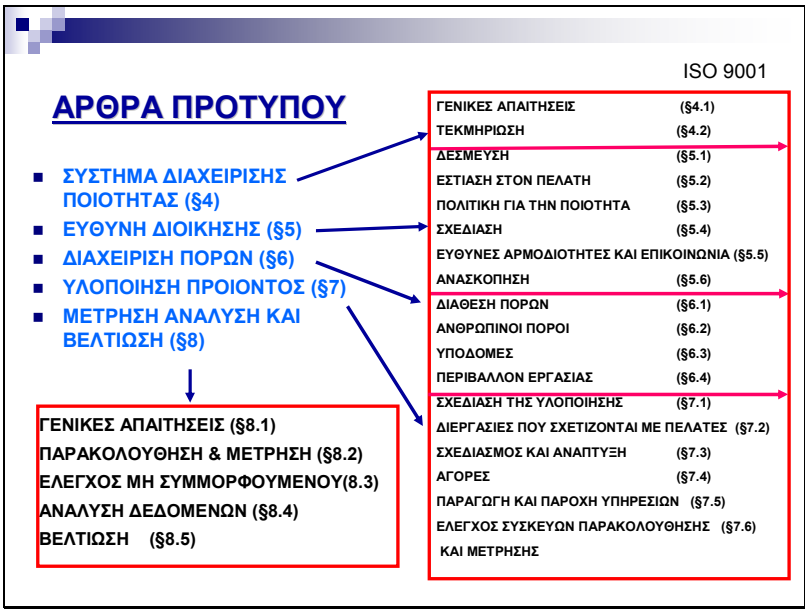 ISO 9001
ΑΡΘΡΑ ΠΡΟΤΥΠΟΥ
ΣΥΣΤΗΜΑ ΔΙΑΧΕΙΡΙΣΗΣ
ΠΟΙΟΤΗΤΑΣ (§4)
ΕΥΘΥΝΗ ΔΙΟΙΚΗΣΗΣ (§5)
ΔΙΑΧΕΙΡΙΣΗ ΠΟΡΩΝ (§6)
ΥΛΟΠΟΙΗΣΗ ΠΡΟΙΟΝΤΟΣ (§7)
ΜΕΤΡΗΣΗ ΑΝΑΛΥΣΗ ΚΑΙ
ΒΕΛΤΙΩΣΗ (§8)
ΓΕΝΙΚΕΣ ΑΠΑΙΤΗΣΕΙΣ (§8.1)
ΠΑΡΑΚΟΛΟΥΘΗΣΗ & ΜΕΤΡΗΣΗ (§8.2)
ΕΛΕΓΧΟΣ ΜΗ ΣΥΜΜΟΡΦΟΥΜΕΝΟΥ(8.3)
ΑΝΑΛΥΣΗ ΔΕΔΟΜΕΝΩΝ (§8.4)
ΒΕΛΤΙΩΣΗ (§8.5)
ΓΕΝΙΚΕΣ ΑΠΑΙΤΗΣΕΙΣ (§4.1)
ΤΕΚΜΗΡΙΩΣΗ (§4.2)
ΔΕΣΜΕΥΣΗ (§5.1)
ΕΣΤΙΑΣΗ ΣΤΟΝ ΠΕΛΑΤΗ (§5.2)
ΠΟΛΙΤΙΚΗ ΓΙΑ ΤΗΝ ΠΟΙΟΤΗΤΑ (§5.3)
ΣΧΕΔΙΑΣΗ (§5.4)
ΕΥΘΥΝΕΣ ΑΡΜΟΔΙΟΤΗΤΕΣ ΚΑΙ ΕΠΙΚΟΙΝΩΝΙΑ (§5.5)
ΑΝΑΣΚΟΠΗΣΗ (§5.6)
ΔΙΑΘΕΣΗ ΠΟΡΩΝ (§6.1)
ΑΝΘΡΩΠΙΝΟΙ ΠΟΡΟΙ (§6.2)
ΥΠΟΔΟΜΕΣ (§6.3)
ΠΕΡΙΒΑΛΛΟΝ ΕΡΓΑΣΙΑΣ (§6.4)
ΣΧΕΔΙΑΣΗ ΤΗΣ ΥΛΟΠΟΙΗΣΗΣ (§7.1)
ΔΙΕΡΓΑΣΙΕΣ ΠΟΥ ΣΧΕΤΙΖΟΝΤΑΙ ΜΕ ΠΕΛΑΤΕΣ (§7.2)
ΣΧΕΔΙΑΣΜΟΣ ΚΑΙ ΑΝΑΠΤΥΞΗ (§7.3)
ΑΓΟΡΕΣ (§7.4)
ΠΑΡΑΓΩΓΗ ΚΑΙ ΠΑΡΟΧΗ ΥΠΗΡΕΣΙΩΝ (§7.5)
ΕΛΕΓΧΟΣ ΣΥΣΚΕΥΩΝ ΠΑΡΑΚΟΛΟΥΘΗΣΗΣ (§7.6)
ΚΑΙ ΜΕΤΡΗΣΗΣ